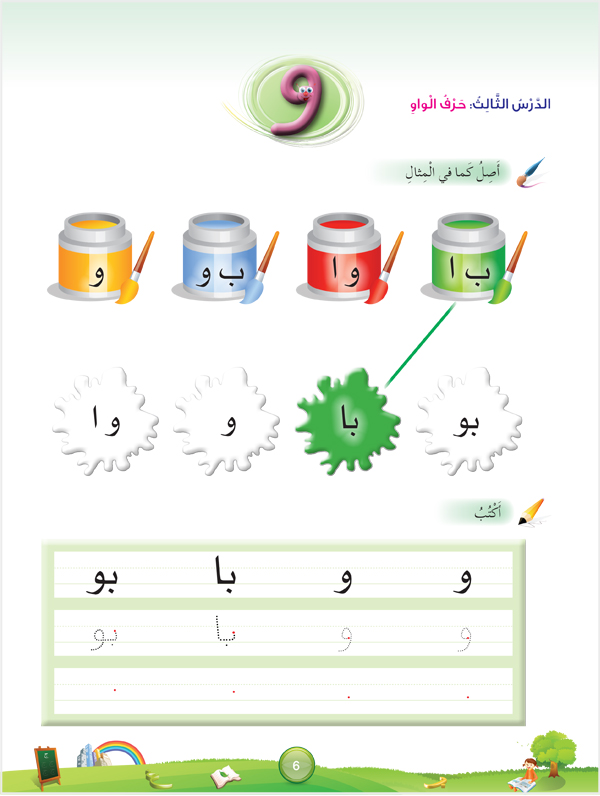 و
الدَّرْسُ الثَّالِثُ: حَرْفُ الْواوِ
أَصِلُ كَما في الْمِثالِ
ب ا    و ا    ب و    و
بو    با    و    و ا
أَكْتُبُ
و    و    با    بو
و    و    با    بو
6